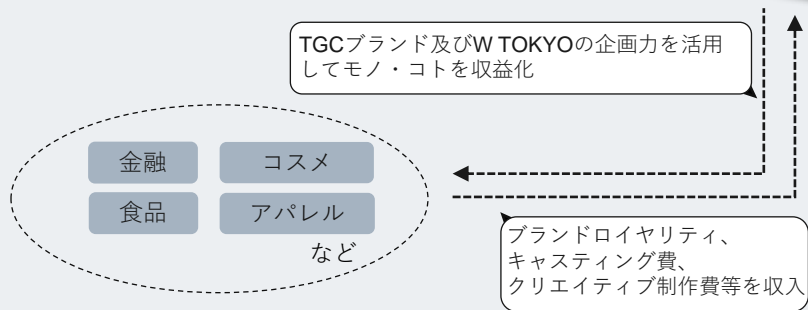 TGCブランド及びW TOKYOの企画力を活用
してモノ・コトを収益化
金融
コスメ
食品
アパレル
など
ブランドロイヤリティ、
キャスティング費、
クリエイティブ制作費等を収入